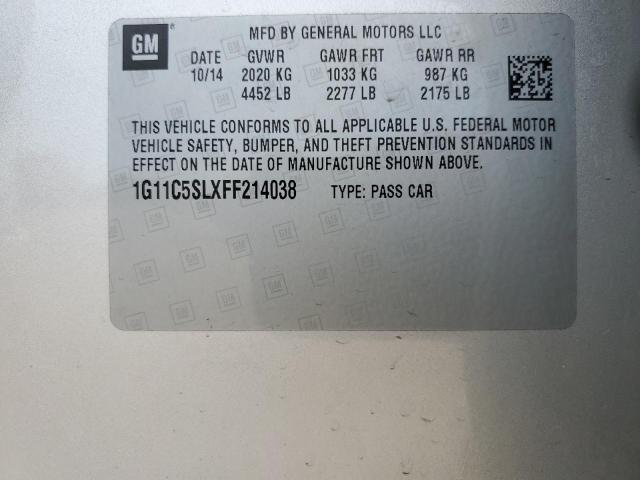 GM MFD BY GENERAL MOTORS LLC
DATE GVWR GAWR FRT GAWR RR
10/14 2020 KG 1033 KG 987 KG
4452 LB 2277 LB 2175 LB
THIS VEHICLE CONFORMS TO ALL APPLICABLE U.S. FEDERAL MOTOR
VEHICLE SAFETY, BUMPER, AND THEFT PREVENTION STANDARDS IN
EFFECT ON THE DATE OF MANUFACTURE SHOWN ABOVE.
1G11C5SLXFF214038 TYPE: PASS CAR